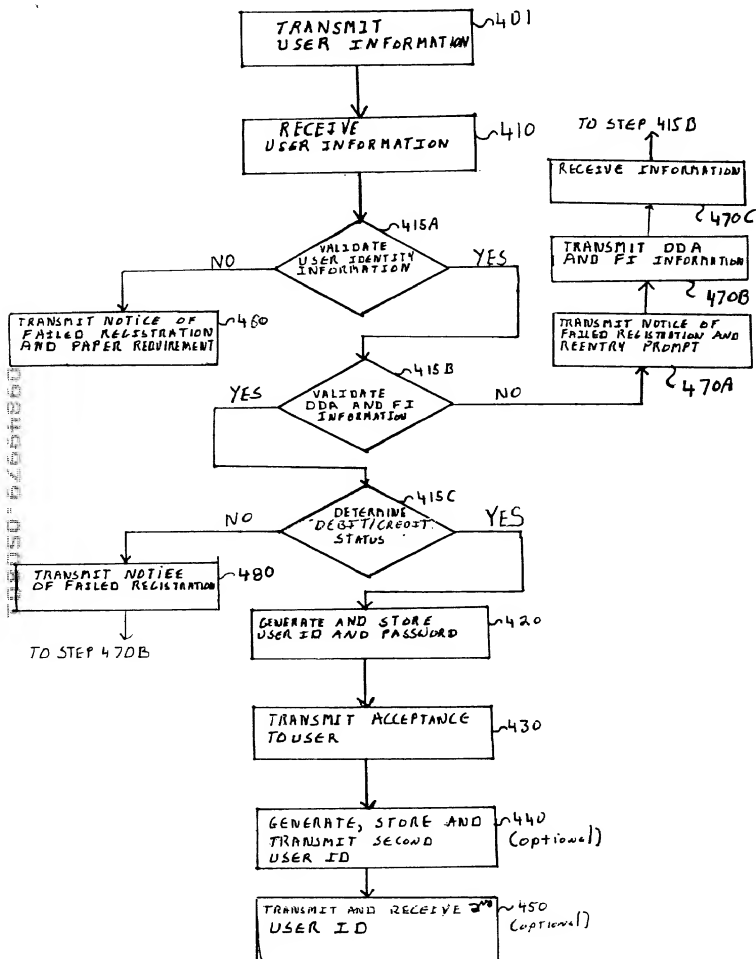 TRANSMIT
USER INFORMATION
401
RECEIVE
USER INFORMATION
410
TO STEP 415B
RECEIVE INFORMATION
470C
415A
VALIDATE
USER IDENTITY
INFORMATION
NO
YES
TRANSMIT DDA
AND FI INFORMATION
470B
TRANSMIT NOTICE OF
FAILED REGISTRATION
AND PAPER REQUIREMENT
460
TRANSMIT NOTICE OF
FAILED REGISTRATION AND
REENTRY PROMPT
470A
415B
VALIDATE
DDA AND FI
INFORMATION
YES
NO
415C
DETERMINE
DEBIT/CREDIT
STATUS
NO
YES
TRANSMIT NOTICE
OF FAILED REGISTRATION
480
TO STEP 470B
GENERATE AND STORE
USER ID AND PASSWORD
420
TRANSMIT ACCEPTANCE
TO USER
430
GENERATE, STORE AND
TRANSMIT SECOND
USER ID
440
(optional)
TRANSMIT AND RECEIVE 2ND
USER ID
450
(optional)